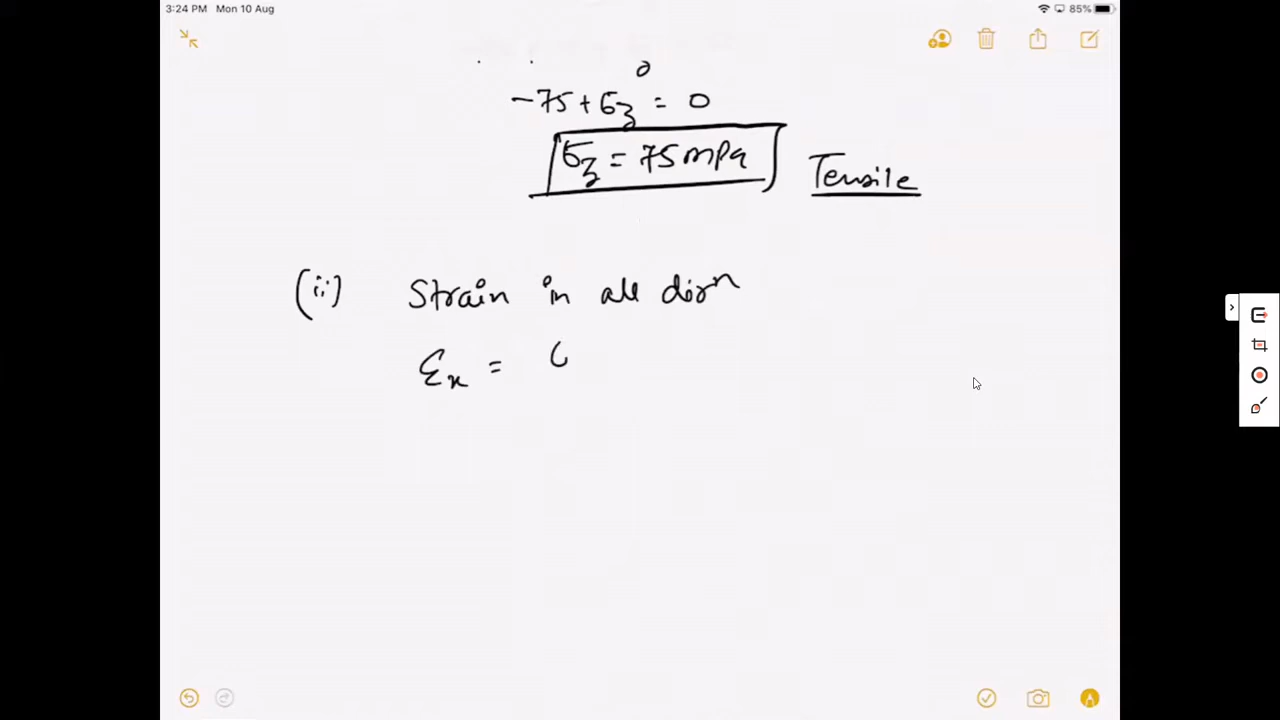 3:24 PM Mon 10 Aug
85%
0
-75 + σz = 0
σz = 75 mPa
Tensile
(ii) Strain in all dirn
εx =